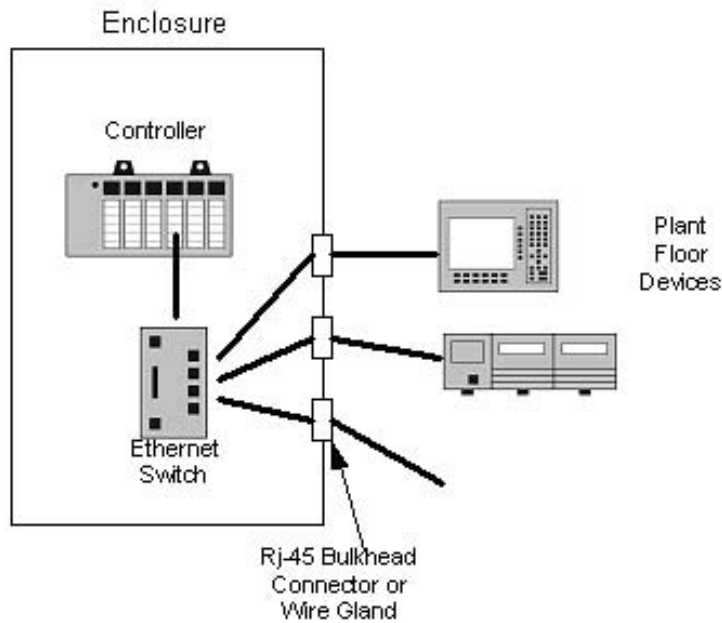 Enclosure
Controller
Plant
Floor
Devices
Ethernet
Switch
Rj-45 Bulkhead
Connector or
Wire Gland